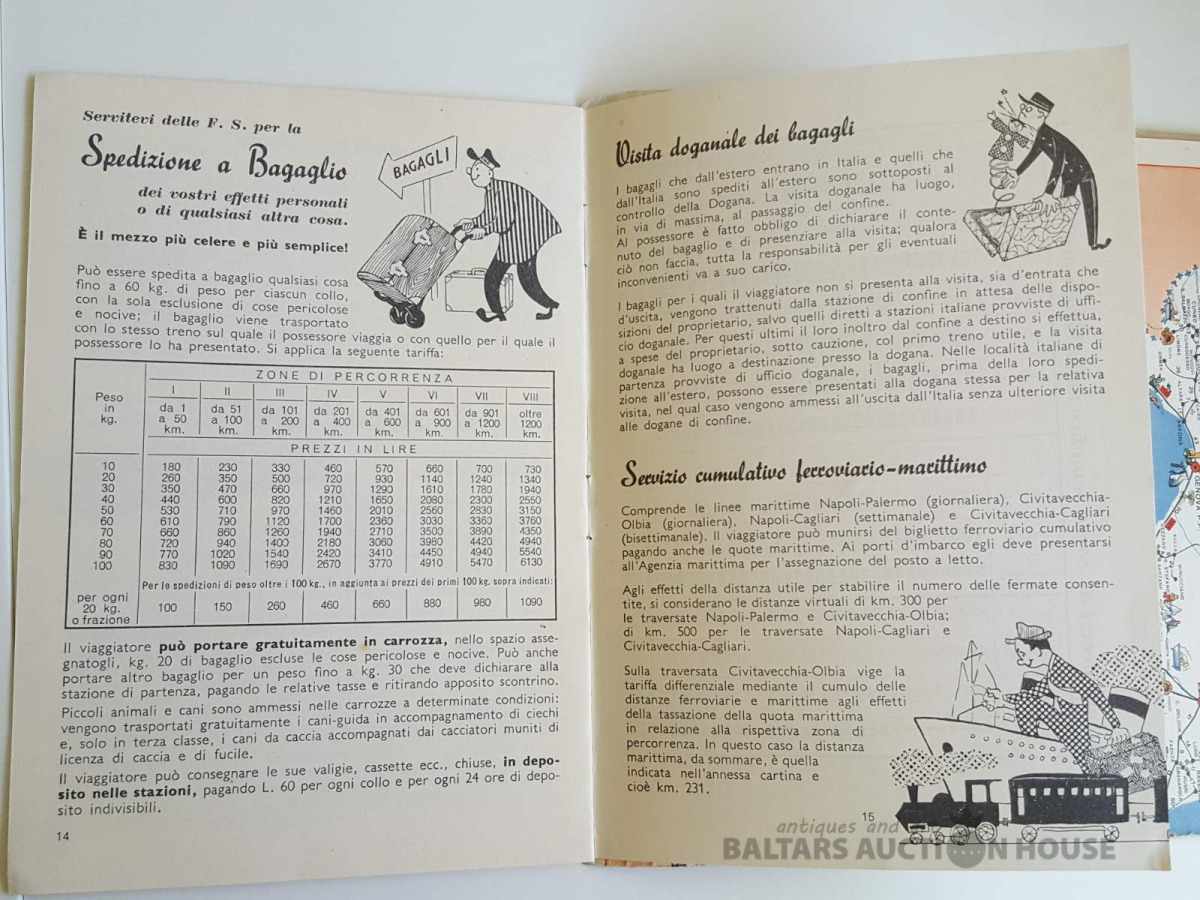 Servitevi delle F. S. per la
Spedizione a Bagaglio
dei vostri effetti personali
o di qualsiasi altra cosa.
È il mezzo più celere e più semplice!
BAGAGLI
Può essere spedita a bagaglio qualsiasi cosa
fino a 60 kg. di peso per ciascun collo,
con la sola esclusione di cose pericolose
e nocive; il bagaglio viene trasportato
con lo stesso treno sul quale il possessore viaggia o con quello per il quale il
possessore lo ha presentato. Si applica la seguente tariffa:
Peso in kg.
ZONE DI PERCORRENZA
I II III IV V VI VII VIII
da 1 da 51 da 101 da 201 da 401 da 601 da 901 oltre
a 50 a 100 a 200 a 400 a 600 a 900 a 1200 1200
km. km. km. km. km. km. km. km.
PREZZI IN LIRE
10 180 230 330 460 570 660 700 730
20 260 350 500 720 930 1140 1240 1340
30 350 470 660 970 1290 1610 1780 1940
40 440 600 820 1210 1650 2080 2300 2550
50 530 710 970 1460 2010 2560 2830 3150
60 610 790 1120 1700 2360 3030 3360 3760
70 660 860 1260 1940 2710 3500 3890 4350
80 720 940 1400 2180 3060 3980 4420 4940
90 770 1020 1540 2420 3410 4450 4940 5540
100 830 1090 1690 2670 3770 4910 5470 6130
Per le spedizioni di peso oltre i 100 kg., in aggiunta ai prezzi dei primi 100 kg. sopra indicati:
per ogni
20 kg.
o frazione
100 150 260 460 660 880 980 1090
Il viaggiatore può portare gratuitamente in carrozza, nello spazio asse-
gnatogli, kg. 20 di bagaglio escluse le cose pericolose e nocive. Può anche
portare altro bagaglio per un peso fino a kg. 30 che deve dichiarare alla
stazione di partenza, pagando le relative tasse e ritirando apposito scontrino.
Piccoli animali e cani sono ammessi nelle carrozze a determinate condizioni:
vengono trasportati gratuitamente i cani-guida in accompagnamento di ciechi
e, solo in terza classe, i cani da caccia accompagnati dai cacciatori muniti di
licenza di caccia e di fucile.
Il viaggiatore può consegnare le sue valigie, cassette ecc., chiuse, in depo-
sito nelle stazioni, pagando L. 60 per ogni collo e per ogni 24 ore di depo-
sito indivisibili.
14
Visita doganale dei bagagli
I bagagli che dall'estero entrano in Italia e quelli che
dall'Italia sono spediti all'estero sono sottoposti al
controllo della Dogana. La visita doganale ha luogo,
in via di massima, al passaggio del confine.
Al possessore è fatto obbligo di dichiarare il conte-
nuto del bagaglio e di presenziare alla visita; qualora
ciò non faccia, tutta la responsabilità per gli eventuali
inconvenienti va a suo carico.
I bagagli per i quali il viaggiatore non si presenta alla visita, sia d'entrata che
d'uscita, vengono trattenuti dalla stazione di confine in attesa delle dispo-
sizioni del proprietario, salvo quelli diretti a stazioni italiane provviste di uffi-
cio doganale. Per questi ultimi il loro inoltro dal confine a destino si effettua,
a spese del proprietario, sotto cauzione, col primo treno utile, e la visita
doganale ha luogo a destinazione presso la dogana. Nelle località italiane di
partenza provviste di ufficio doganale, i bagagli, prima della loro spedi-
zione all'estero, possono essere presentati alla dogana stessa per la relativa
visita, nel qual caso vengono ammessi all'uscita dall'Italia senza ulteriore visita
alle dogane di confine.
Servizio cumulativo ferroviario-marittimo
Comprende le linee marittime Napoli-Palermo (giornaliera), Civitavecchia-
Olbia (giornaliera), Napoli-Cagliari (settimanale) e Civitavecchia-Cagliari
(bisettimanale). Il viaggiatore può munirsi del biglietto ferroviario cumulativo
pagando anche le quote marittime. Ai porti d'imbarco egli deve presentarsi
all'Agenzia marittima per l'assegnazione del posto a letto.
Agli effetti della distanza utile per stabilire il numero delle fermate consen-
tite, si considerano le distanze virtuali di km. 300 per
le traversate Napoli-Palermo e Civitavecchia-Olbia;
di km. 500 per le traversate Napoli-Cagliari e
Civitavecchia-Cagliari.
Sulla traversata Civitavecchia-Olbia vige la
tariffa differenziale mediante il cumulo delle
distanze ferroviarie e marittime agli effetti
della tassazione della quota marittima
in relazione alla rispettiva zona di
percorrenza. In questo caso la distanza
marittima, da sommare, è quella
indicata nell'annessa cartina e
cioè km. 231.
15
antiques and
BALTARS AUCTION HOUSE
SAVONA